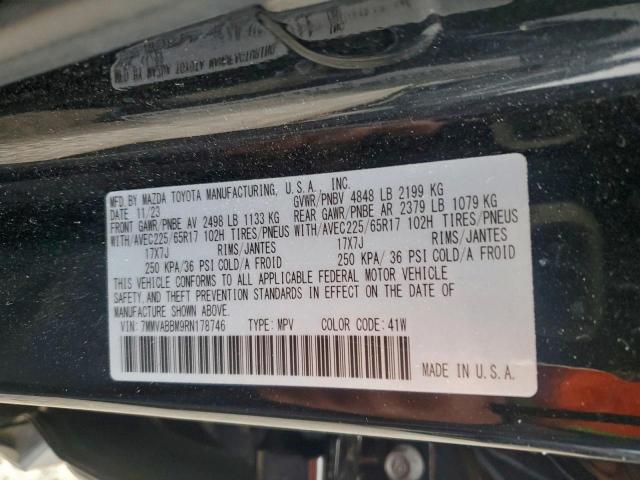 MFD. BY MAZDA TOYOTA MANUFACTURING, U.S.A., INC.
DATE 11/23 GVWR/PNBV 4848 LB 2199 KG
FRONT GAWR/PNBE AV 2498 LB 1133 KG REAR GAWR/PNBE AR 2379 LB 1079 KG
WITH/AVEC225/65R17 102H TIRES/PNEUS WITH/AVEC225/65R17 102H TIRES/PNEUS
17X7J RIMS/JANTES 17X7J RIMS/JANTES
250 KPA/36 PSI COLD/A FROID 250 KPA/ 36 PSI COLD/A FROID
THIS VEHICLE CONFORMS TO ALL APPLICABLE FEDERAL MOTOR VEHICLE
SAFETY, AND THEFT PREVENTION STANDARDS IN EFFECT ON THE DATE OF
MANUFACTURE SHOWN ABOVE.
VIN: 7MMVABBM9RN178746 TYPE: MPV COLOR CODE: 41W
MADE IN U.S.A.